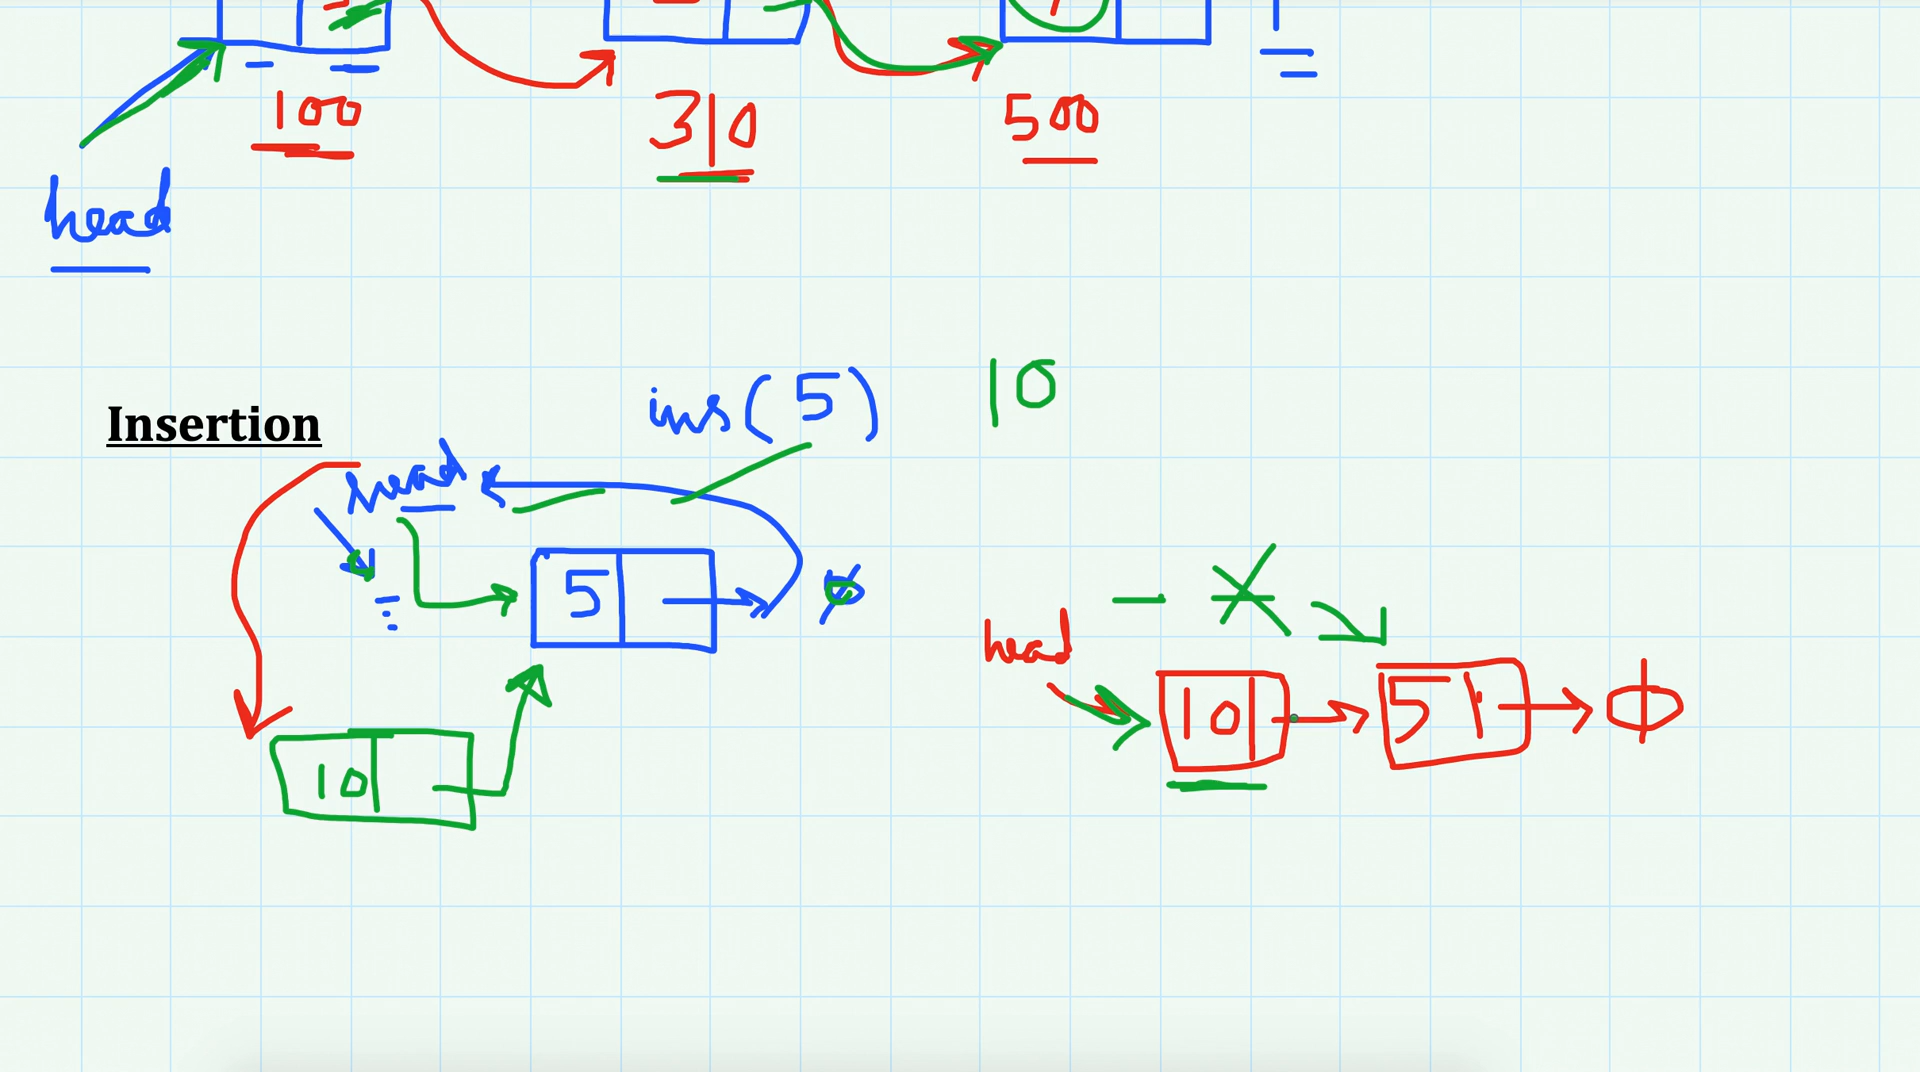 100 310 500
head
ins(5) 10
Insertion
head
5 ϕ
head
10 5 ϕ
10